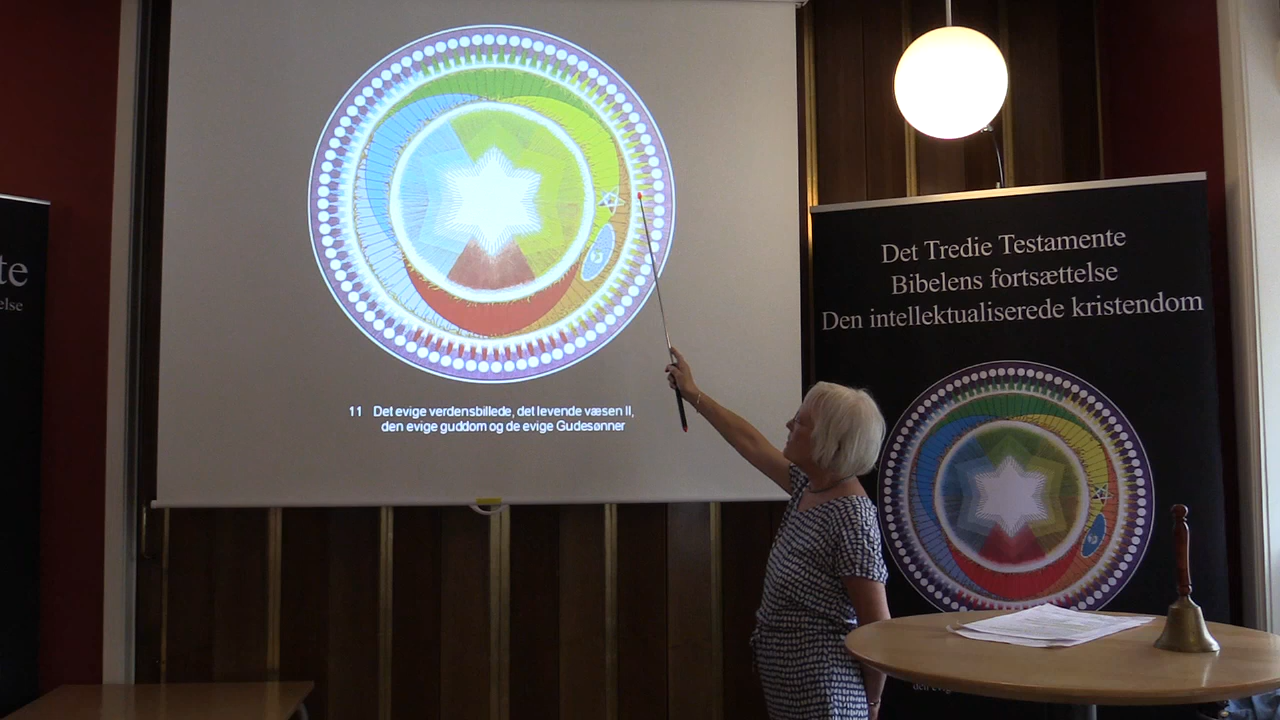 te
else
11 Det evige verdensbillede, det levende væsen II,
den evige guddom og de evige Gudesønner
Det Tredie Testamente
Bibelens fortsættelse
Den intellektualiserede kristendom